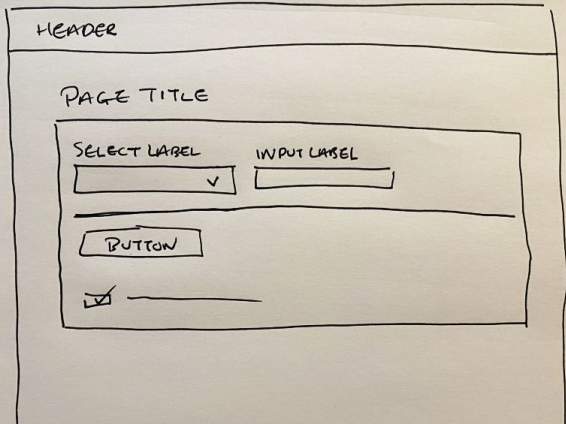 HEADER
PAGE TITLE
SELECT LABEL
INPUT LABEL
BUTTON